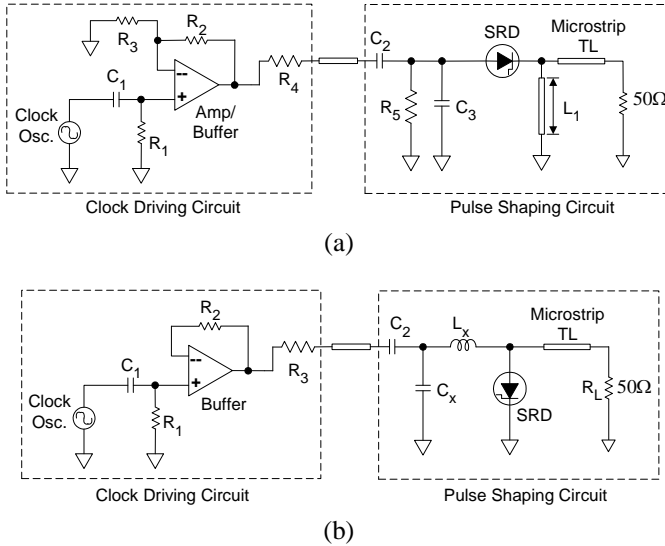 R3
R2
C1
--
+
Amp/
Buffer
R4
Clock
Osc.
R1
Clock Driving Circuit
C2
SRD
Microstrip
TL
R5
C3
L1
50Ω
Pulse Shaping Circuit
(a)
R2
C1
--
+
Buffer
R3
Clock
Osc.
R1
Clock Driving Circuit
C2
Lx
Microstrip
TL
Cx
SRD
RL
50Ω
Pulse Shaping Circuit
(b)